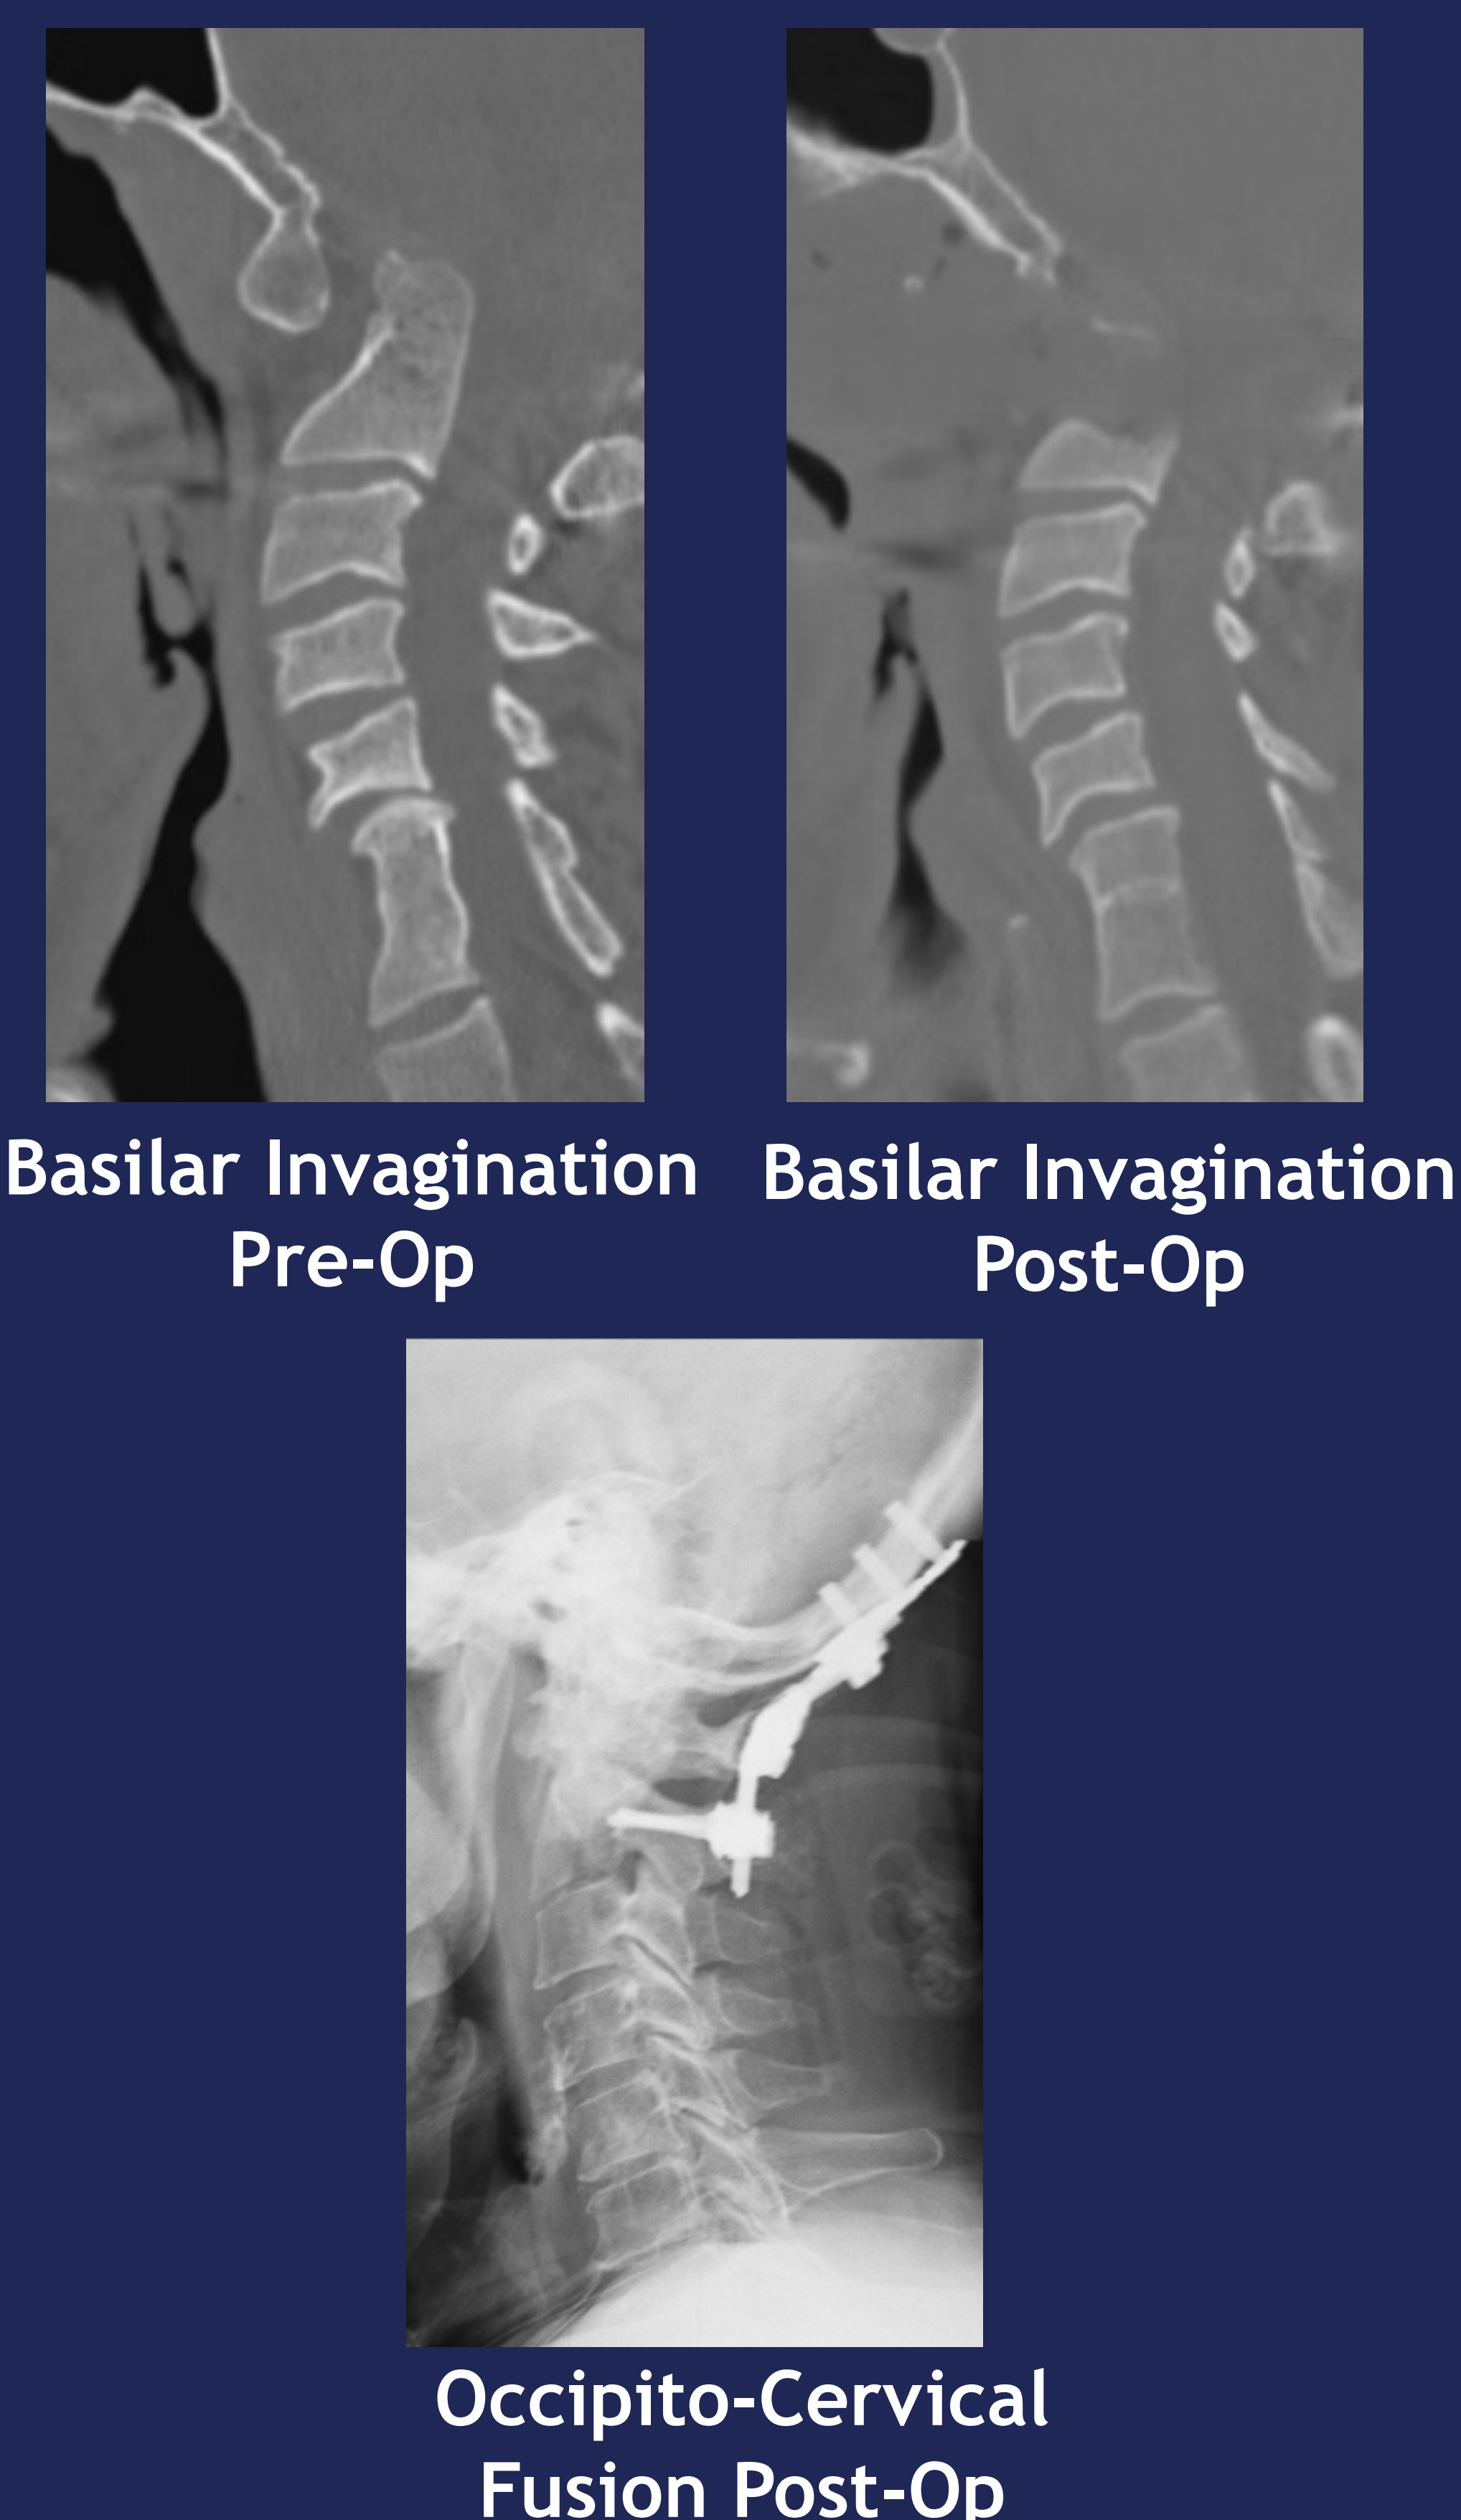 Basilar Invagination
Pre-Op
Basilar Invagination
Post-Op
Occipito-Cervical
Fusion Post-Op